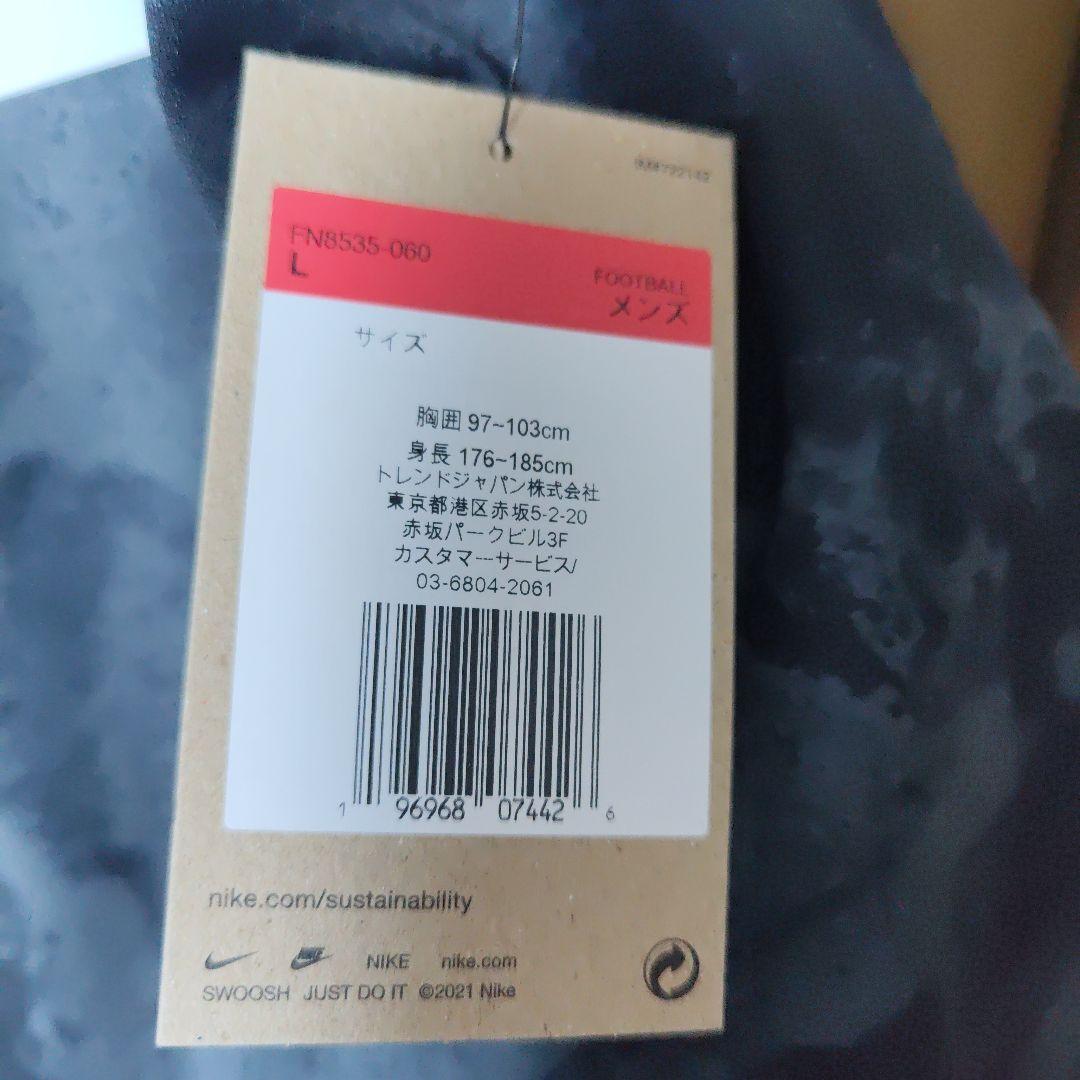 FN8535-060
L
FOOTBALL
メンズ
サイズ
胸囲 97~103cm
身長 176~185cm
トレンドジャパン株式会社
東京都港区赤坂5-2-20
赤坂パークビル3F
カスタマーサービス/
03-6804-2061
1 96968 07442 6
nike.com/sustainability
NIKE nike.com
SWOOSH JUST DO IT ©2021 Nike